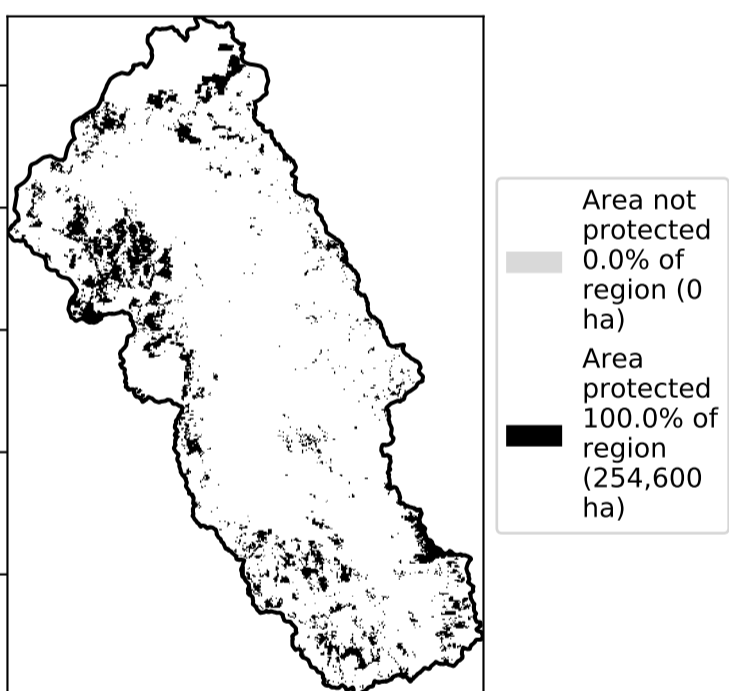 Area not
protected
0.0% of
region (0
ha)
Area
protected
100.0% of
region
(254,600
ha)